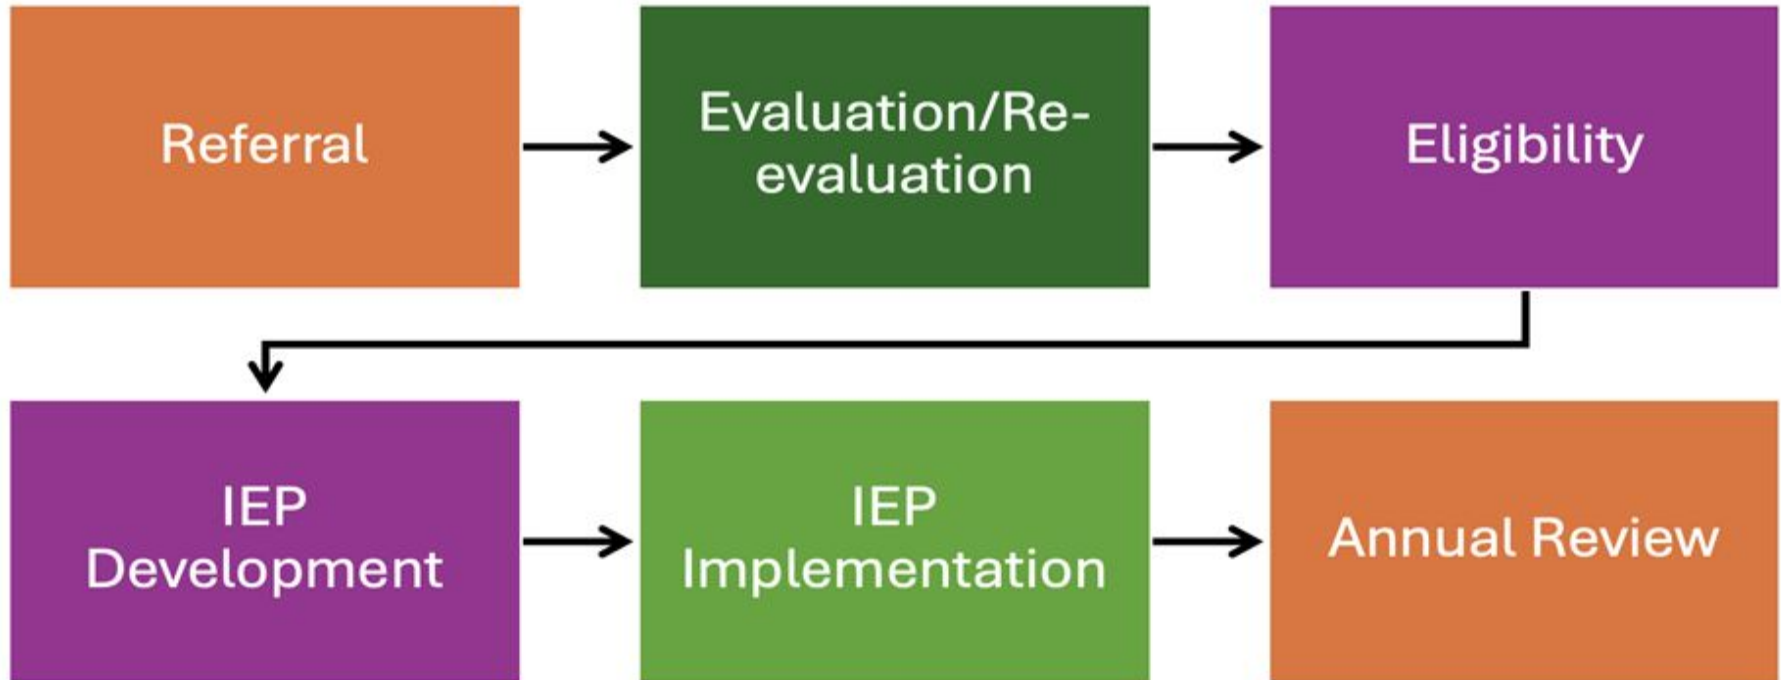 Referral
Evaluation/Re-
evaluation
Eligibility
IEP
Development
IEP
Implementation
Annual Review